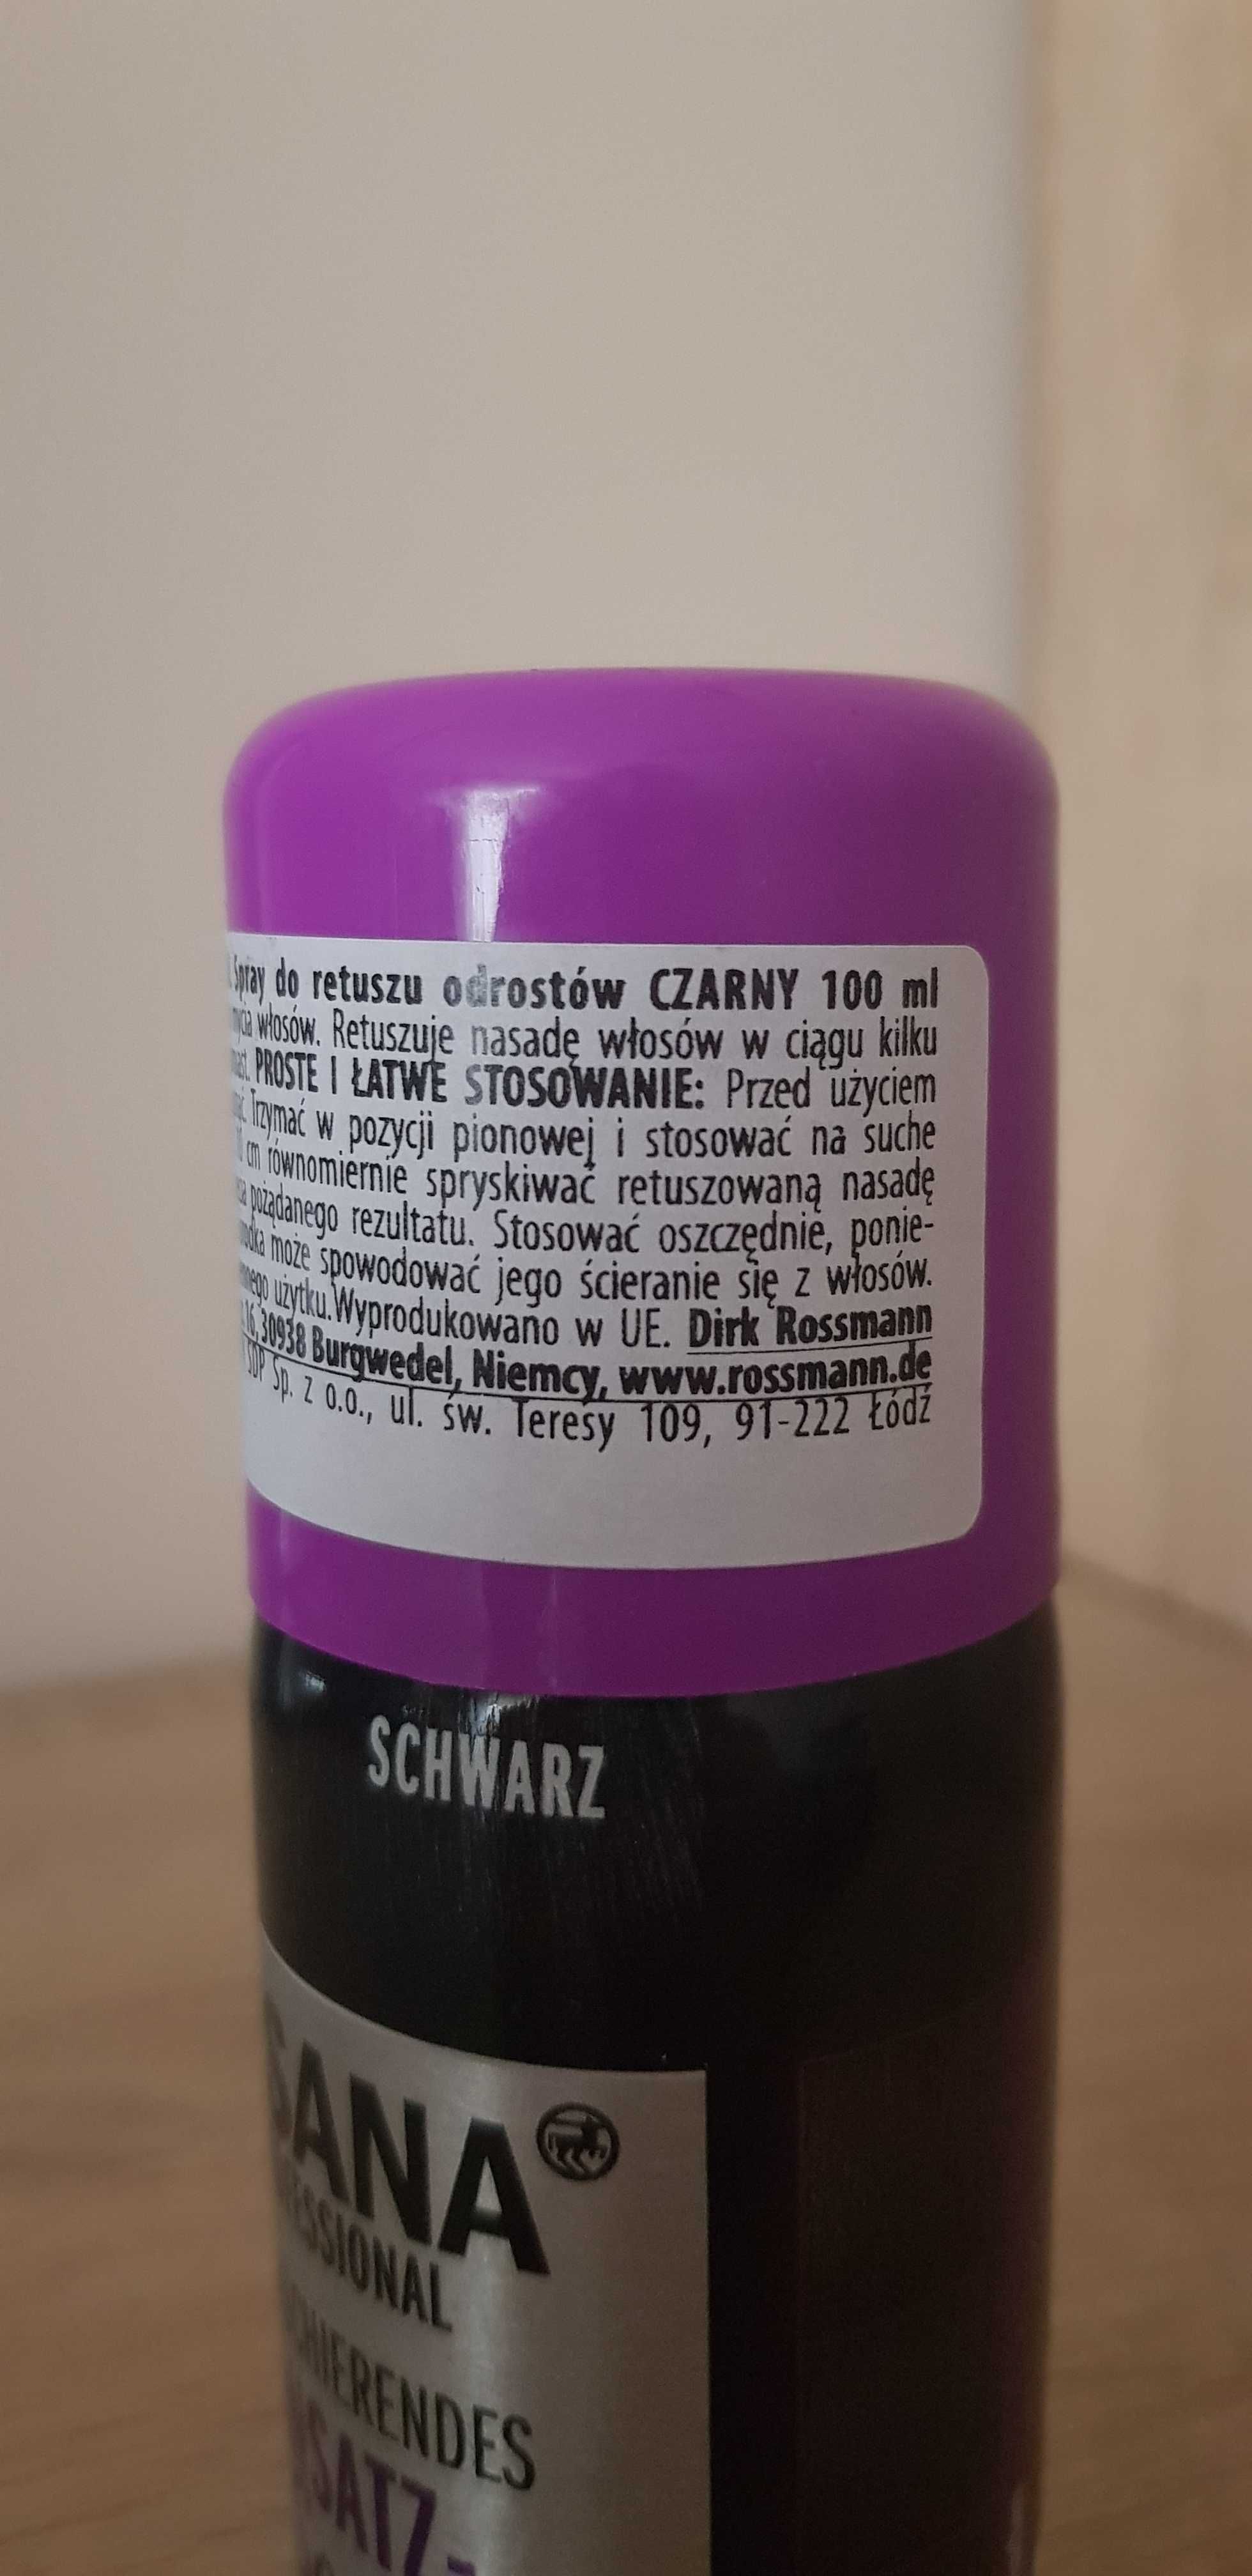 Spray do retuszu odrostów CZARNY 100 ml
włosów. Retuszuje nasadę włosów w ciągu kilku
PROSTE I ŁATWE STOSOWANIE: Przed użyciem
Trzymać w pozycji pionowej i stosować na suche
cm równomiernie spryskiwać retuszowaną nasadę
pożądanego rezultatu. Stosować oszczędnie, ponie-
może spowodować jego ścieranie się z włosów.
użytku.Wyprodukowano w UE. Dirk Rossmann
16, 30938 Burgwedel, Niemcy, www.rossmann.de
SDP Sp. z o.o., ul. św. Teresy 109, 91-222 Łódź
SCHWARZ
SANA®
ESSIONAL
CHIERENDES
SATZ-